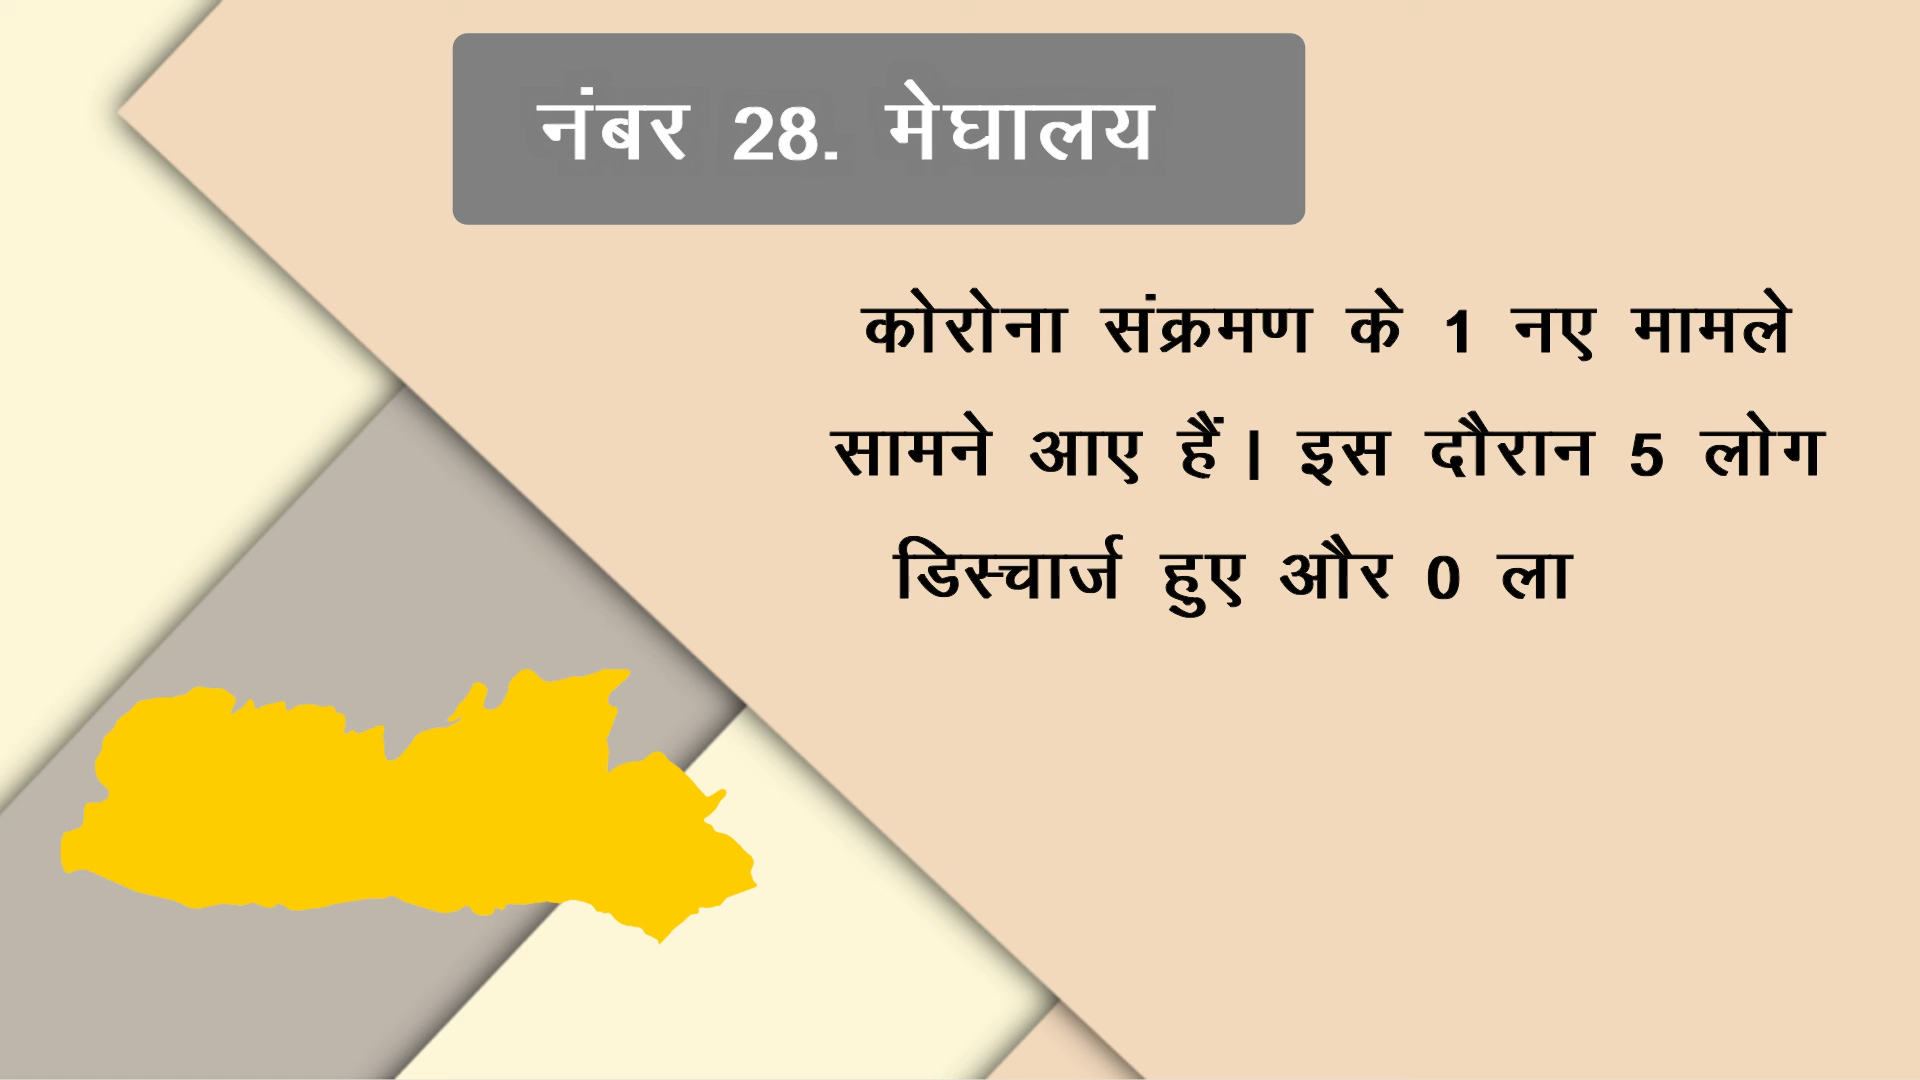 नंबर 28. मेघालय
कोरोना संक्रमण के 1 नए मामले
सामने आए हैं। इस दौरान 5 लोग
डिस्चार्ज हुए और 0 ला